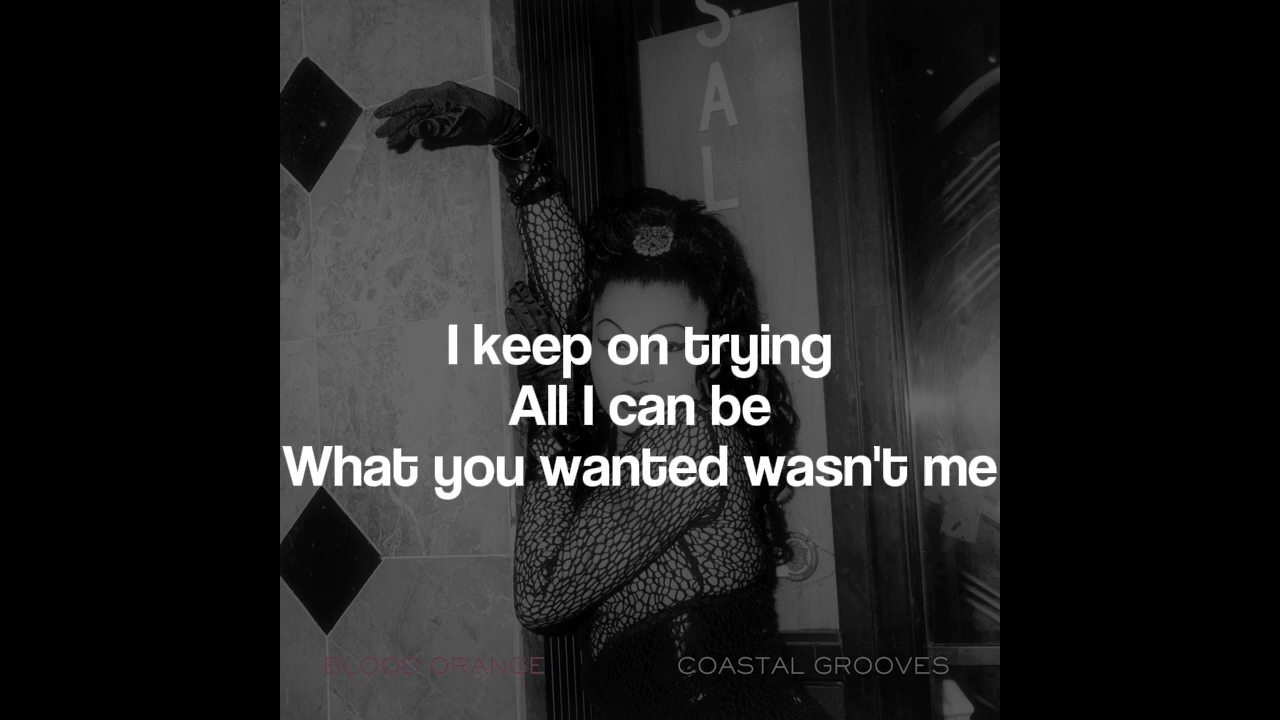 S
A
L
I keep on trying
All I can be
What you wanted wasn't me
BLOOD ORANGE
COASTAL GROOVES